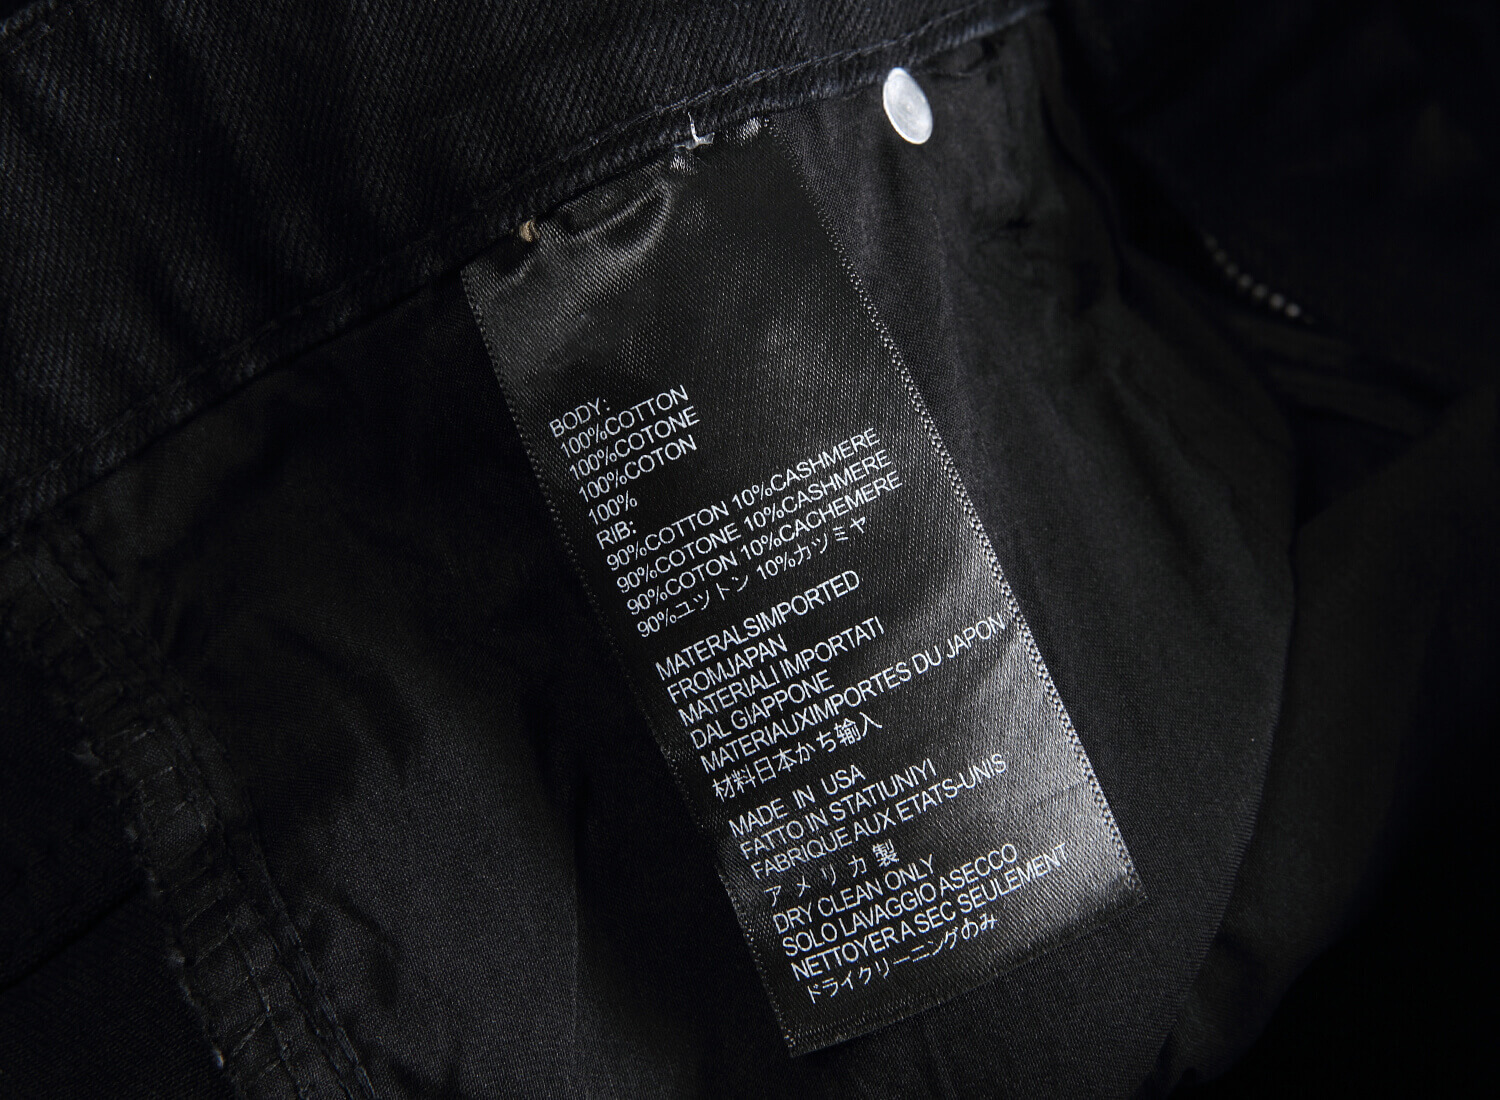 BODY:
100%COTTON
100%COTONE
100%COTON
100%
RIB:
90%COTTON 10%CASHMERE
90%COTONE 10%CASHMERE
90%COTON 10%CACHEMERE
90%ユットン 10%カツミヤ
MATERALSIMPORTED
FROMJAPAN
MATERIALI IMPORTATI
DAL GIAPPONE
MATERIAUXIMPORTES DU JAPON
材料日本かち输入
MADE IN USA
FATTO IN STATIUNIYI
FABRIQUE AUX ETATS-UNIS
アメリカ製
DRY CLEAN ONLY
SOLO LAVAGGIO ASECCO
NETTOYER A SEC SEULEMENT
ドライクリーニングのみ